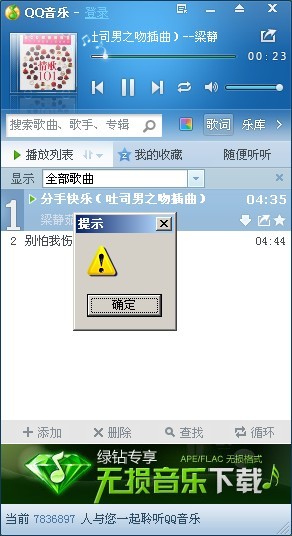 QQ音乐 - 登录
吐司男之吻插曲）--梁静
情歌
101
00:23
搜索歌曲、歌手、专辑
歌词
乐库
播放列表
我的收藏
随便听听
显示
全部歌曲
1
分手快乐（吐司男之吻插曲）
04:35
梁静
提示
2
别怕我伤
04:44
确定
添加
删除
查找
循环
绿钻专享
APE/FLAC 无损格式
无损音乐下载
当前 7836897 人与您一起聆听QQ音乐